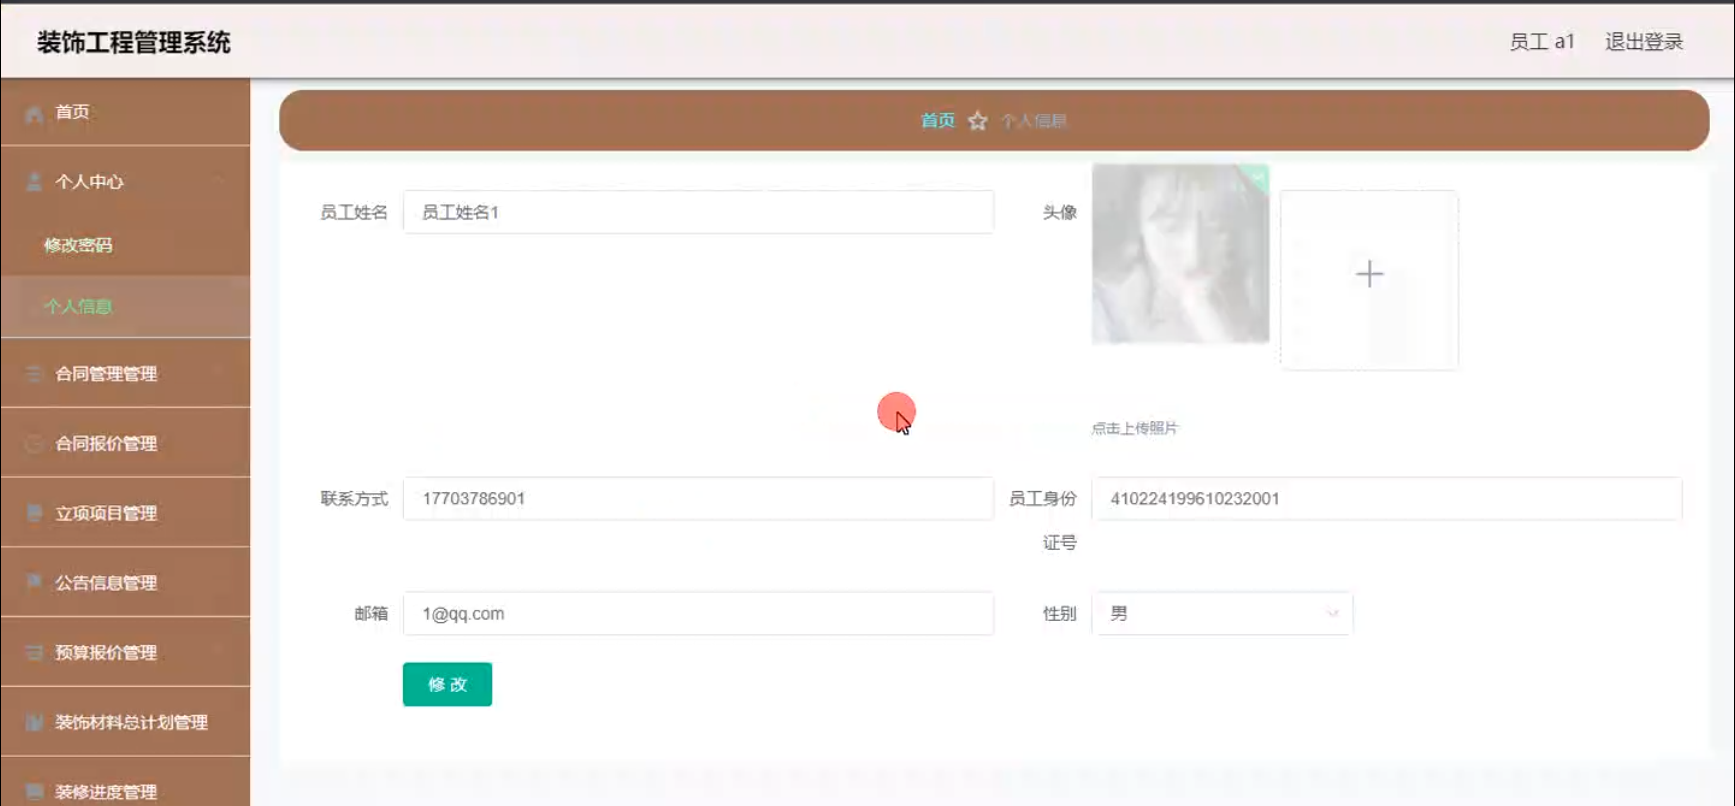 装饰工程管理系统
员工 a1 退出登录
首页
个人中心
修改密码
个人信息
合同管理管理
合同报价管理
立项项目管理
公告信息管理
预算报价管理
装饰材料总计划管理
装修进度管理
首页 个人信息
员工姓名 员工姓名1
头像
点击上传照片
联系方式 17703786901
员工身份证号 410224199610232001
邮箱 1@qq.com
性别 男
修改